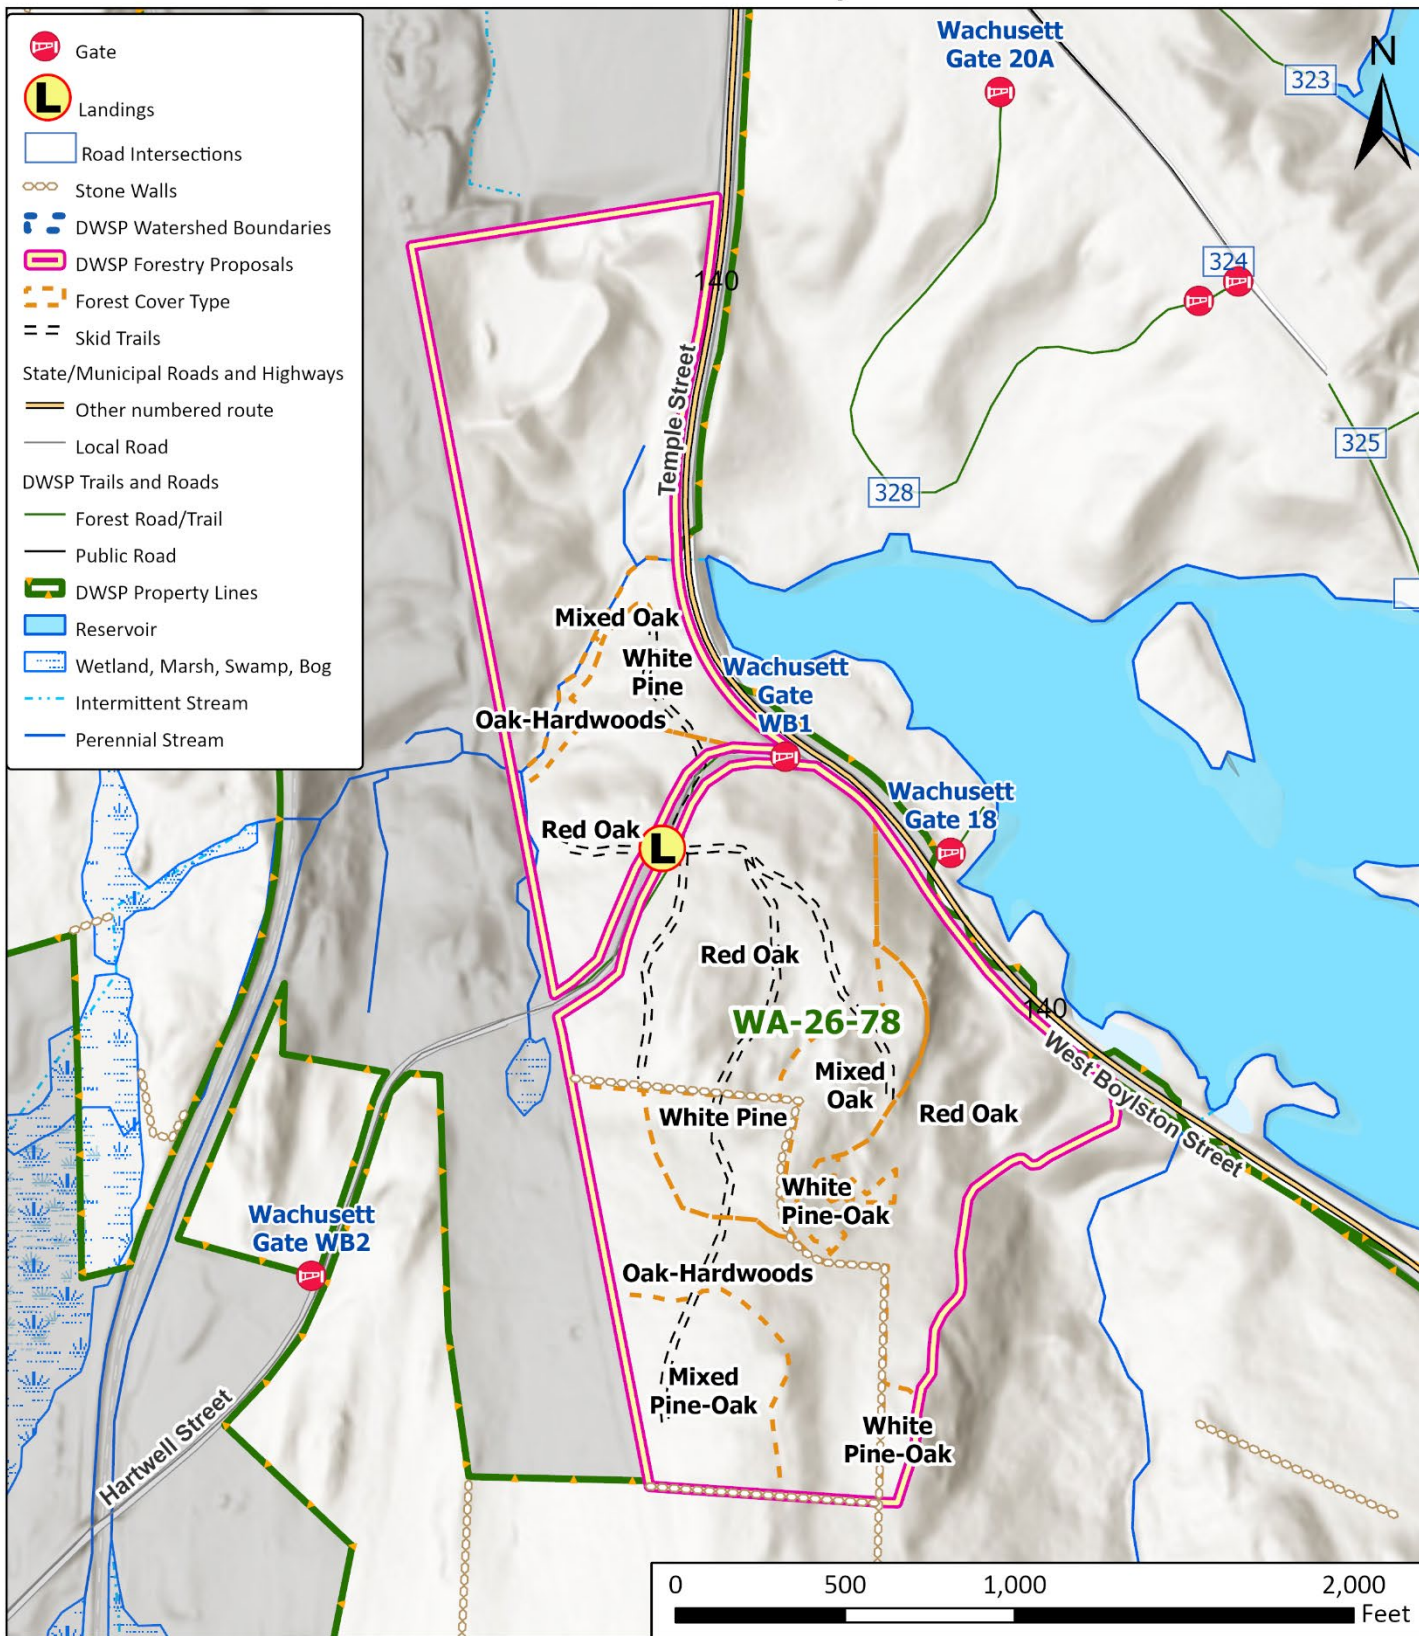 Gate
L
Landings
Road Intersections
Stone Walls
DWSP Watershed Boundaries
DWSP Forestry Proposals
Forest Cover Type
Skid Trails
State/Municipal Roads and Highways
Other numbered route
Local Road
DWSP Trails and Roads
Forest Road/Trail
Public Road
DWSP Property Lines
Reservoir
Wetland, Marsh, Swamp, Bog
Intermittent Stream
Perennial Stream
Wachusett
Gate 20A
323
N
324
140
Temple Street
325
328
Mixed Oak
White
Pine
Wachusett
Gate
WB1
Oak-Hardwoods
Wachusett
Gate 18
Red Oak
L
Red Oak
WA-26-78
140
West Boylston Street
Mixed
Oak
Red Oak
White Pine
White
Pine-Oak
Wachusett
Gate WB2
Oak-Hardwoods
Mixed
Pine-Oak
White
Pine-Oak
Hartwell Street
0 500 1,000 2,000
Feet